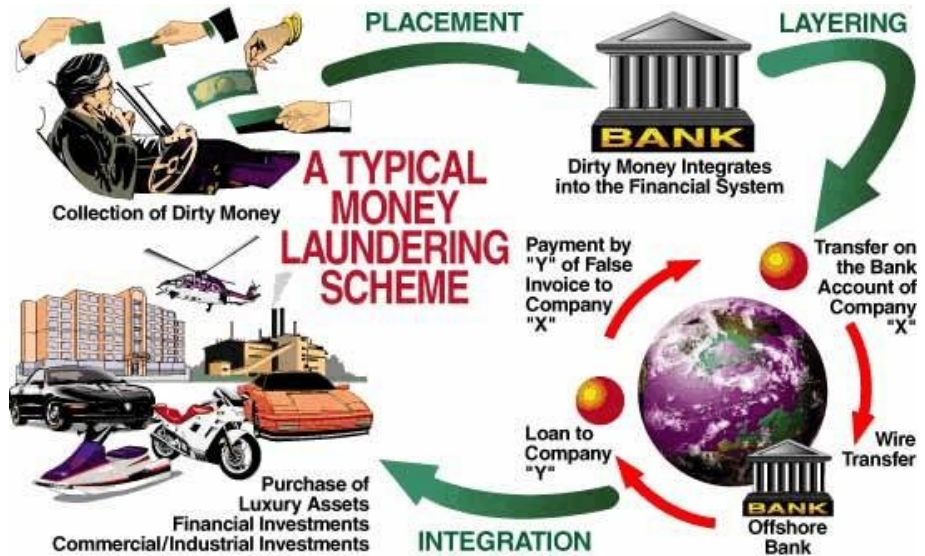 PLACEMENT
LAYERING
BANK
Dirty Money Integrates
into the Financial System
Collection of Dirty Money
A TYPICAL
MONEY
LAUNDERING
SCHEME
Payment by
"Y" of False
Invoice to
Company
"X"
Transfer on
the Bank
Account of
Company
"X"
Loan to
Company
"Y"
Wire
Transfer
BANK
Offshore
Bank
Purchase of
Luxury Assets
Financial Investments
Commercial/Industrial Investments
INTEGRATION